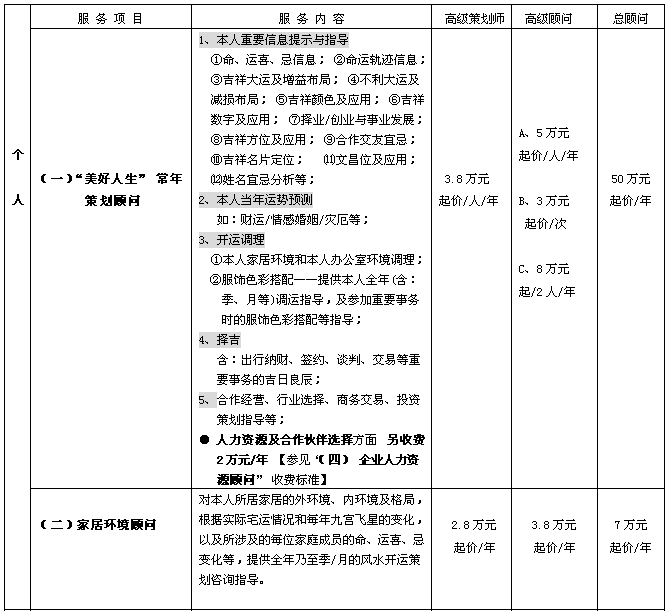 服务项目 服务内容 高级策划师 高级顾问 总顾问
个人
（一）“美好人生” 常年
策划顾问
1、本人重要信息提示与指导
①命、运喜、忌信息； ②命运轨迹信息；
③吉祥大运及增益布局； ④不利大运及
减损布局； ⑤吉祥颜色及应用； ⑥吉祥
数字及应用； ⑦择业/创业与事业发展；
⑧吉祥方位及应用； ⑨合作交友宜忌；
⑩吉祥名片定位； ⑾文昌位及应用；
⑿姓名宜忌分析等；
2、本人当年运势预测
如：财运/情感婚姻/灾厄等；
3、开运调理
①本人家居环境和本人办公室环境调理；
②服饰色彩搭配——提供本人全年(含：
季、月等)调运指导，及参加重要事务
时的服饰色彩搭配等指导；
4、择吉
含：出行纳财、签约、谈判、交易等重
要事务的吉日良辰；
5、合作经营、行业选择、商务交易、投资
策划指导等；
● 人力资源及合作伙伴选择方面 另收费
2万元/年 【参见“（四） 企业人力资
源顾问” 收费标准】
3.8万元
起价/人/年
A、5万元
起价/人/年
B、3万元
起价/次
C、8万元
起/2人/年
50万元
起价/年
（二）家居环境顾问
对本人所居家居的外环境、内环境及格局，
根据实际宅运情况和每年九宫飞星的变化，
以及所涉及的每位家庭成员的命、运喜、忌
变化等，提供全年乃至季/月的风水开运策
划咨询指导。
2.8万元
起价/年
3.8万元
起价/年
7万元
起价/年